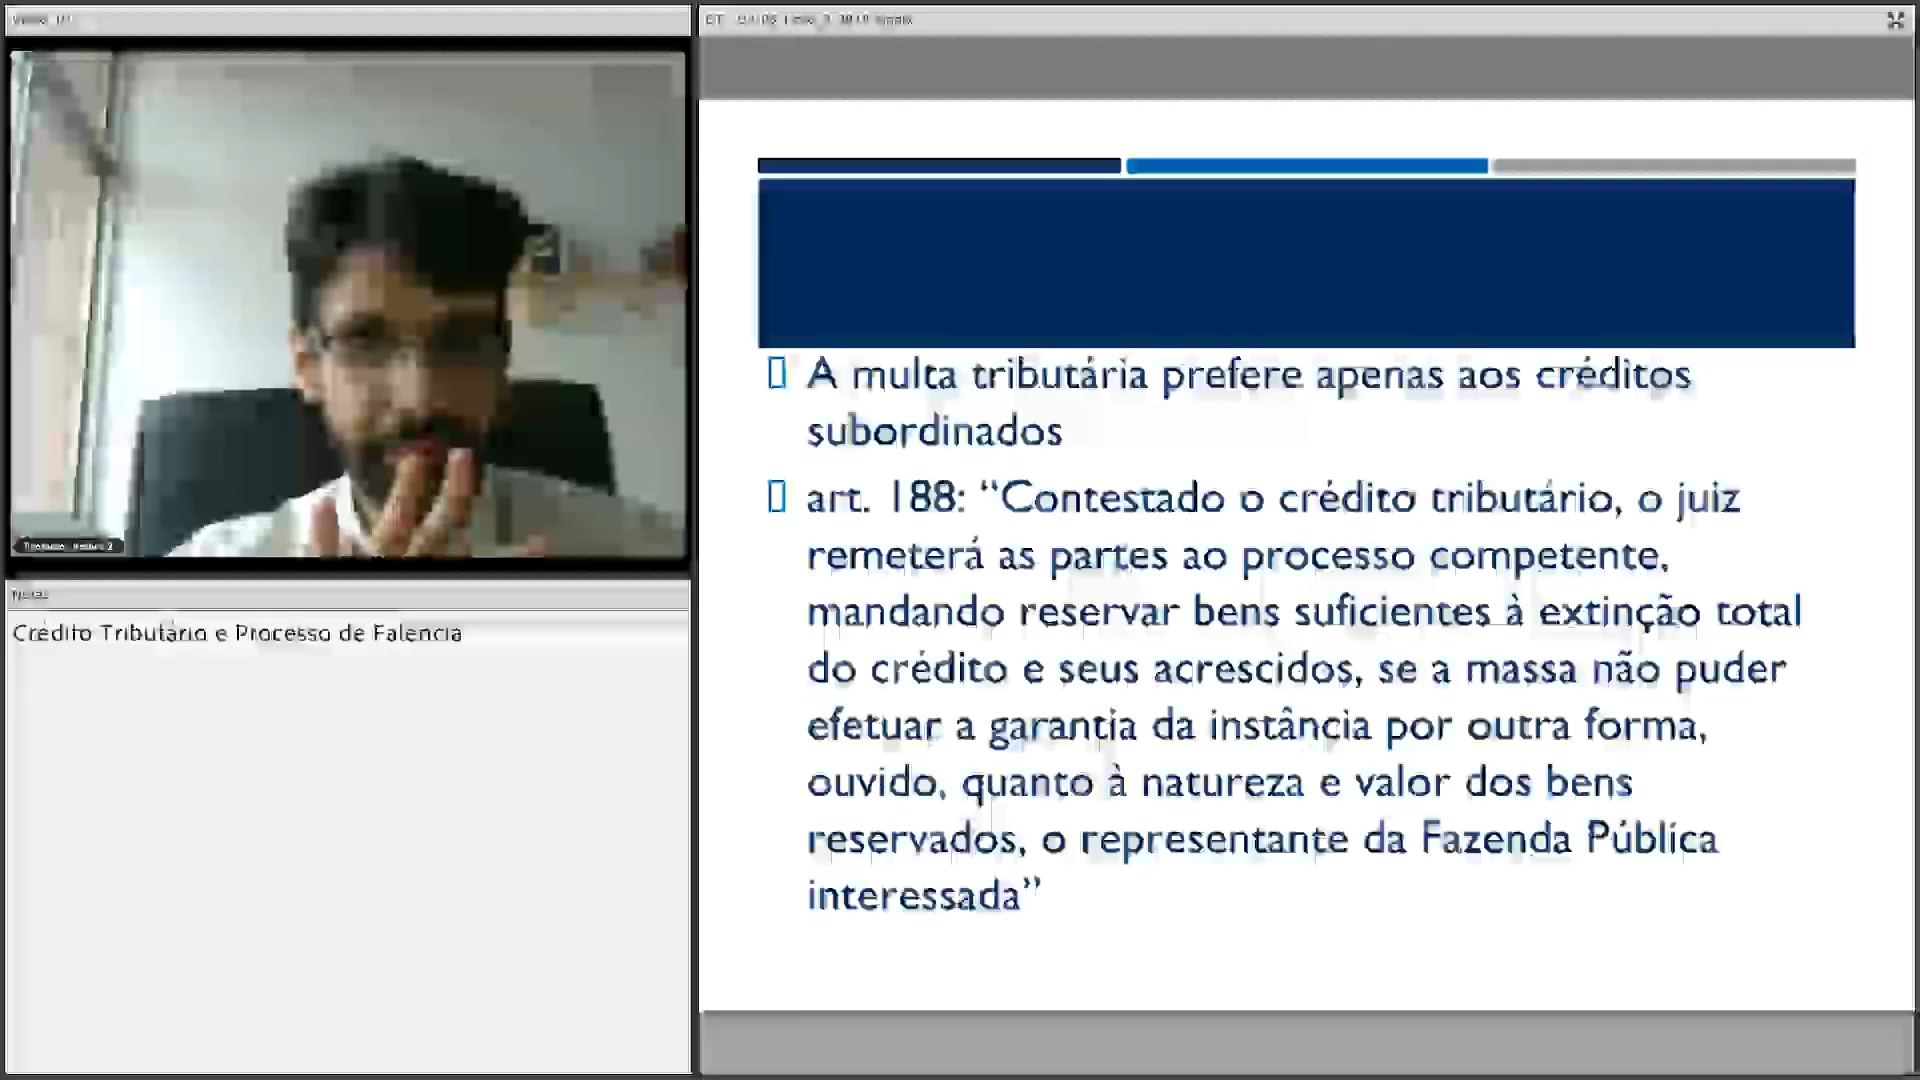 Crédito Tributário e Processo de Falencia
A multa tributária prefere apenas aos créditos
subordinados
art. 188: “Contestado o crédito tributário, o juiz
remeterá as partes ao processo competente,
mandando reservar bens suficientes à extinção total
do crédito e seus acrescidos, se a massa não puder
efetuar a garantia da instância por outra forma,
ouvido, quanto à natureza e valor dos bens
reservados, o representante da Fazenda Pública
interessada”